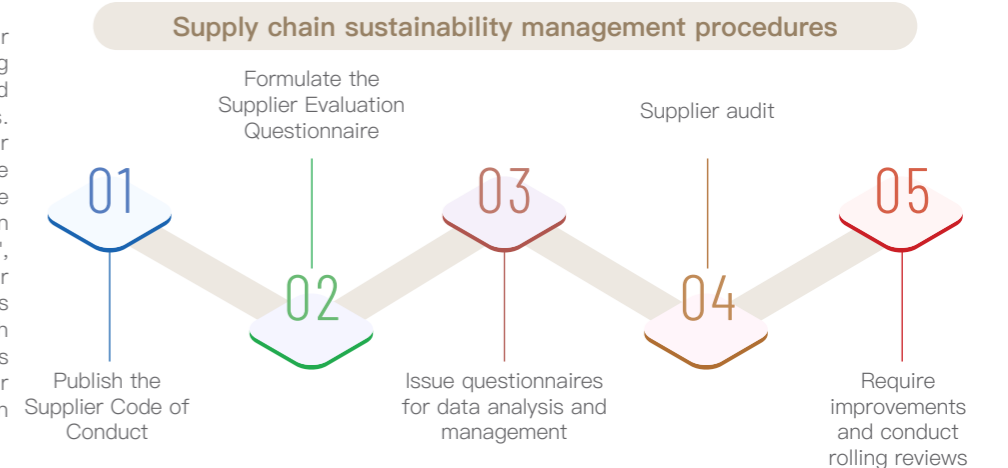 Supply chain sustainability management procedures
01
Publish the
Supplier Code of
Conduct
Formulate the
Supplier Evaluation
Questionnaire
02
03
Issue questionnaires
for data analysis and
management
Supplier audit
04
05
Require
improvements
and conduct
rolling reviews